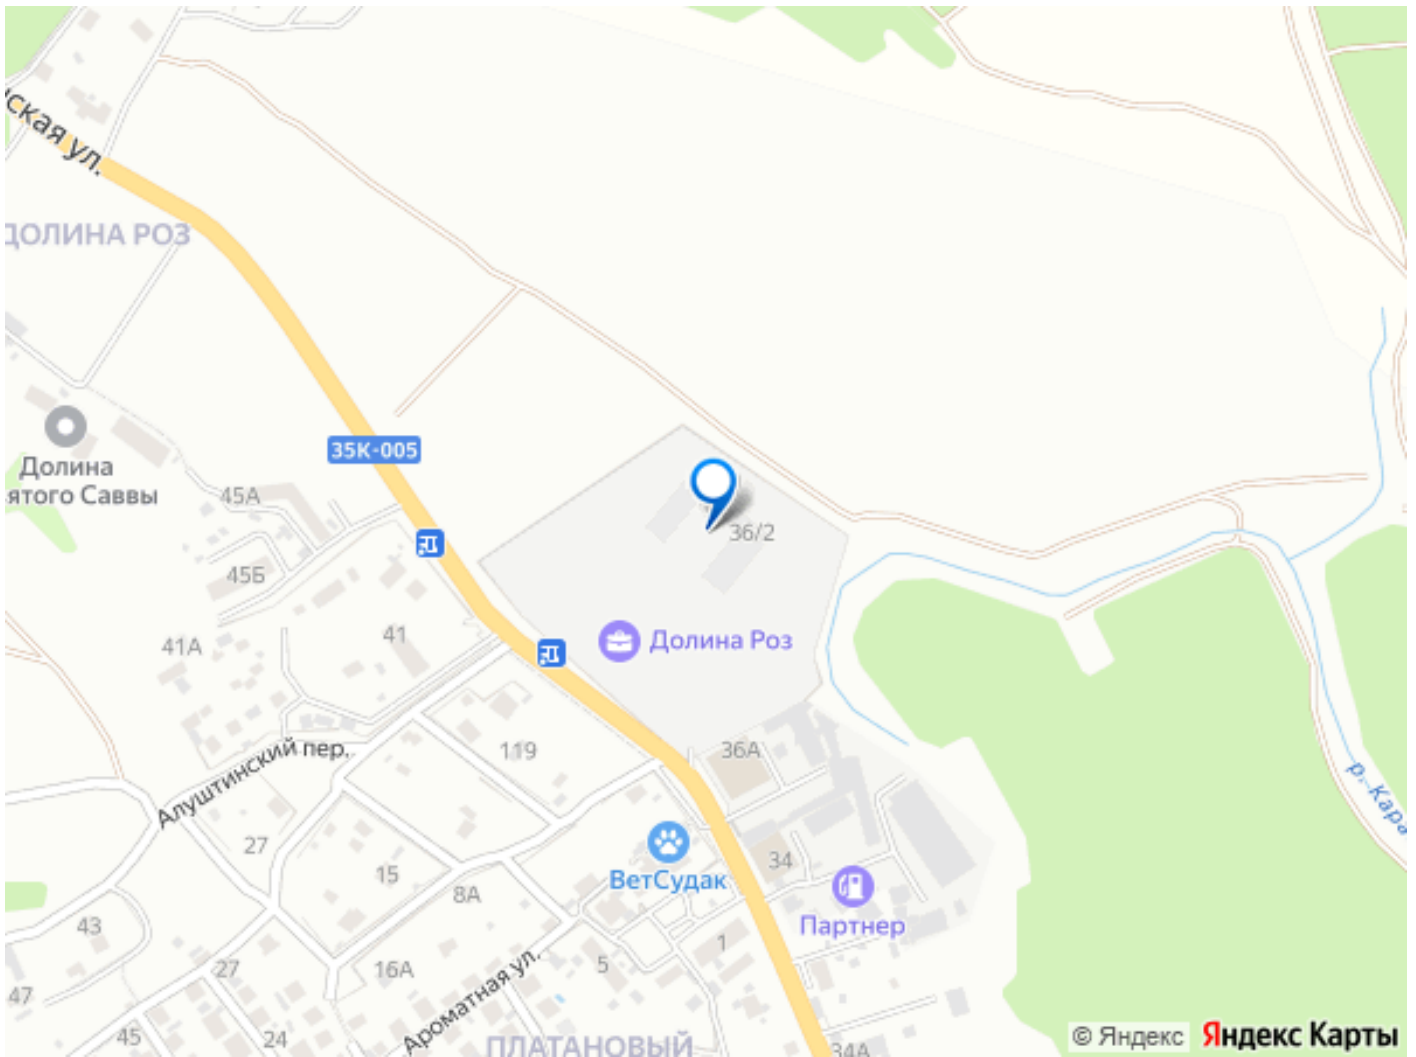 ская ул.
ДОЛИНА РОЗ
Долина
ятого Саввы
35К-005
45А
45Б
36/2
41А
41
Долина Роз
Алуштинский пер.
119
36А
27
15
8А
ВетСудак
34
Партнер
43
27
16А
Ароматная ул.
5
1
47
45
24
ПЛАТАНОВЫЙ
34А
р. Кара
© Яндекс
Яндекс Карты